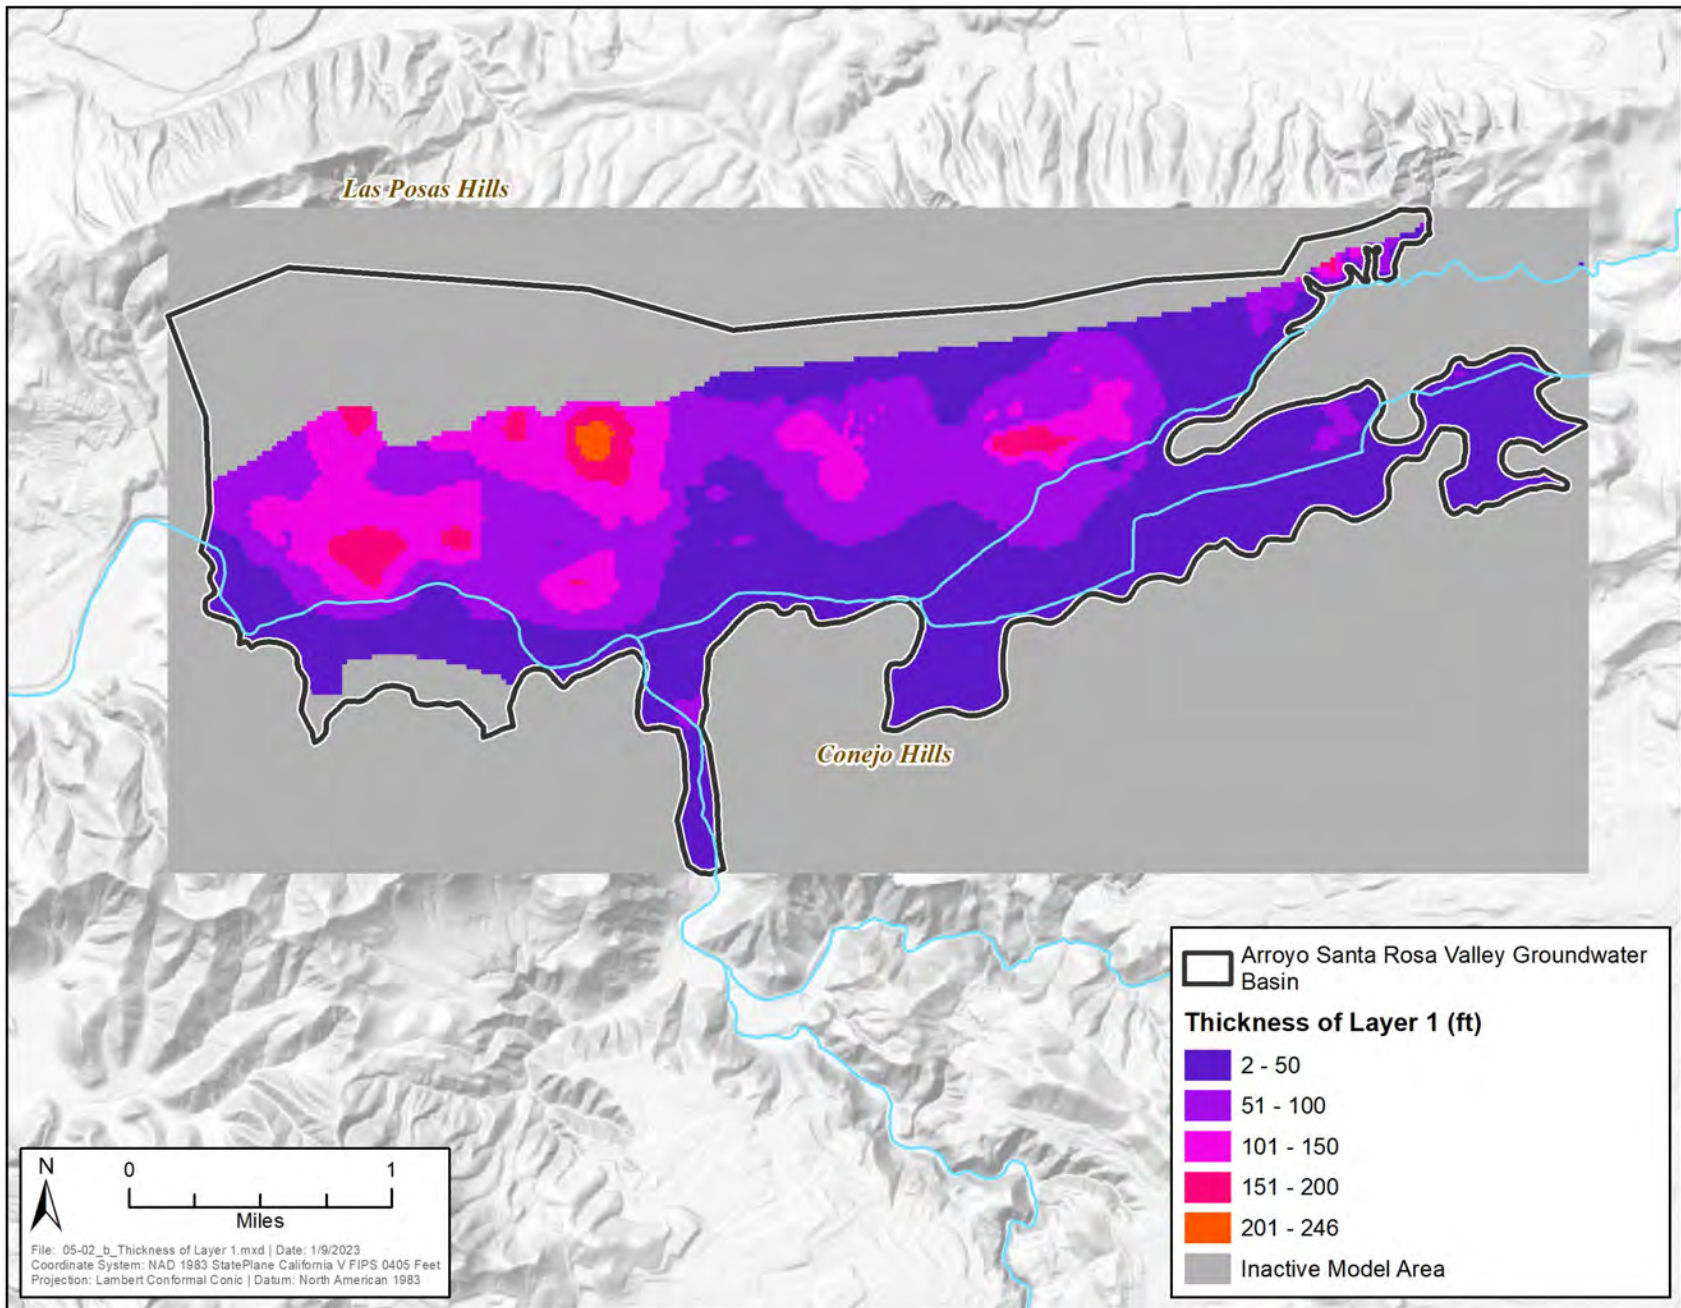 Las Posas Hills
Conejo Hills
Arroyo Santa Rosa Valley Groundwater
Basin
Thickness of Layer 1 (ft)
2 - 50
51 - 100
101 - 150
151 - 200
201 - 246
Inactive Model Area
N
0 1
Miles
File: 05-02_b_Thickness of Layer 1.mxd | Date: 1/9/2023
Coordinate System: NAD 1983 StatePlane California V FIPS 0405 Feet
Projection: Lambert Conformal Conic | Datum: North American 1983